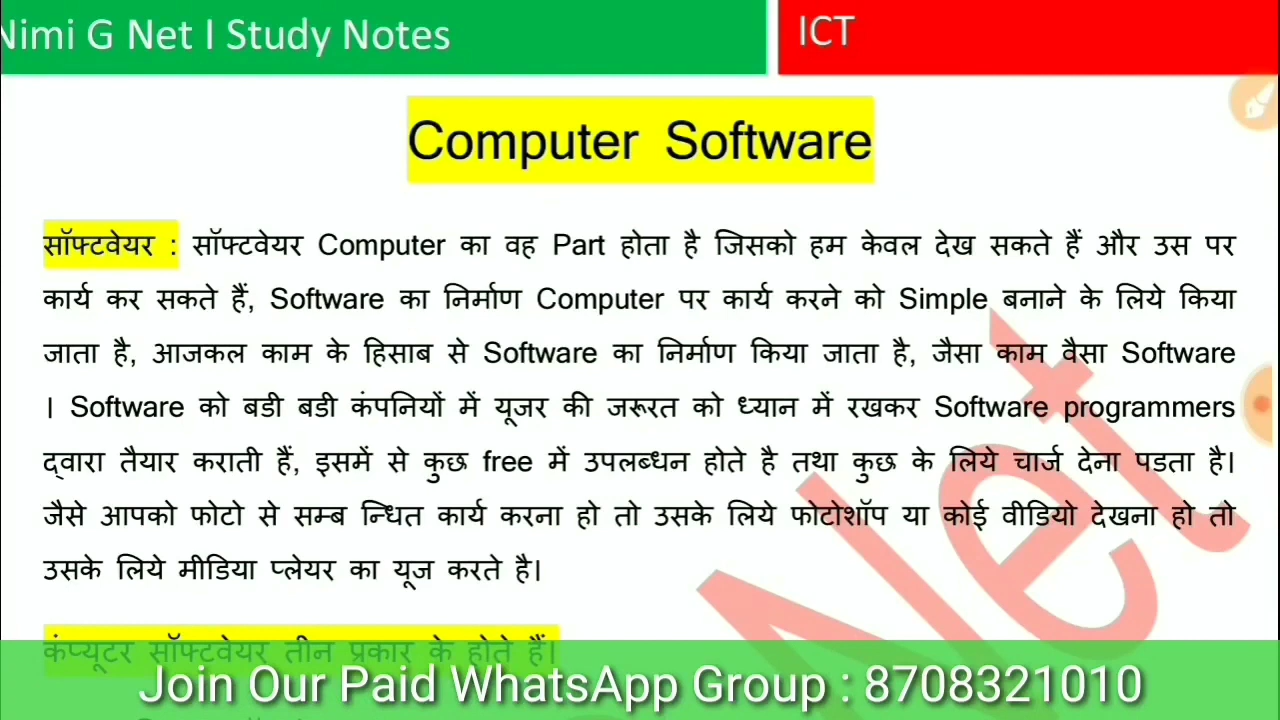 Nimi G Net I Study Notes
ICT
Computer Software
सॉफ्टवेयर : सॉफ्टवेयर Computer का वह Part होता है जिसको हम केवल देख सकते हैं और उस पर
कार्य कर सकते हैं, Software का निर्माण Computer पर कार्य करने को Simple बनाने के लिये किया
जाता है, आजकल काम के हिसाब से Software का निर्माण किया जाता है, जैसा काम वैसा Software
। Software को बडी बडी कंपनियों में यूजर की जरूरत को ध्यान में रखकर Software programmers
द्वारा तैयार कराती हैं, इसमें से कुछ free में उपलब्धन होते है तथा कुछ के लिये चार्ज देना पडता है।
जैसे आपको फोटो से सम्ब न्धित कार्य करना हो तो उसके लिये फोटोशॉप या कोई वीडियो देखना हो तो
उसके लिये मीडिया प्लेयर का यूज करते है।
कंप्यूटर सॉफ्टवेयर तीन प्रकार के होते हैं।
Join Our Paid WhatsApp Group : 8708321010
Net